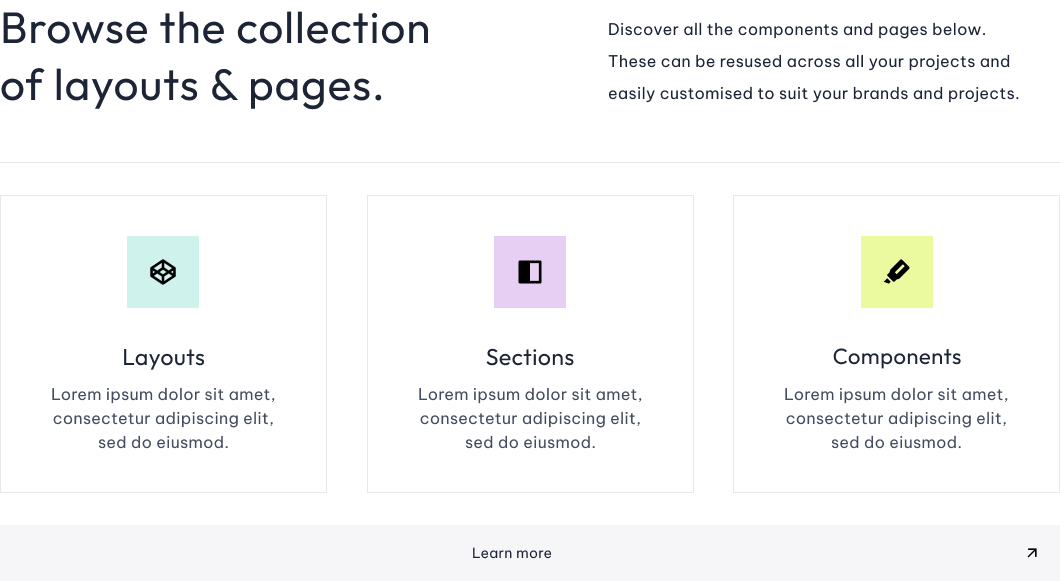 Browse the collection
of layouts & pages.
Discover all the components and pages below.
These can be resused across all your projects and
easily customised to suit your brands and projects.
Layouts
Lorem ipsum dolor sit amet,
consectetur adipiscing elit,
sed do eiusmod.
Sections
Lorem ipsum dolor sit amet,
consectetur adipiscing elit,
sed do eiusmod.
Components
Lorem ipsum dolor sit amet,
consectetur adipiscing elit,
sed do eiusmod.
Learn more